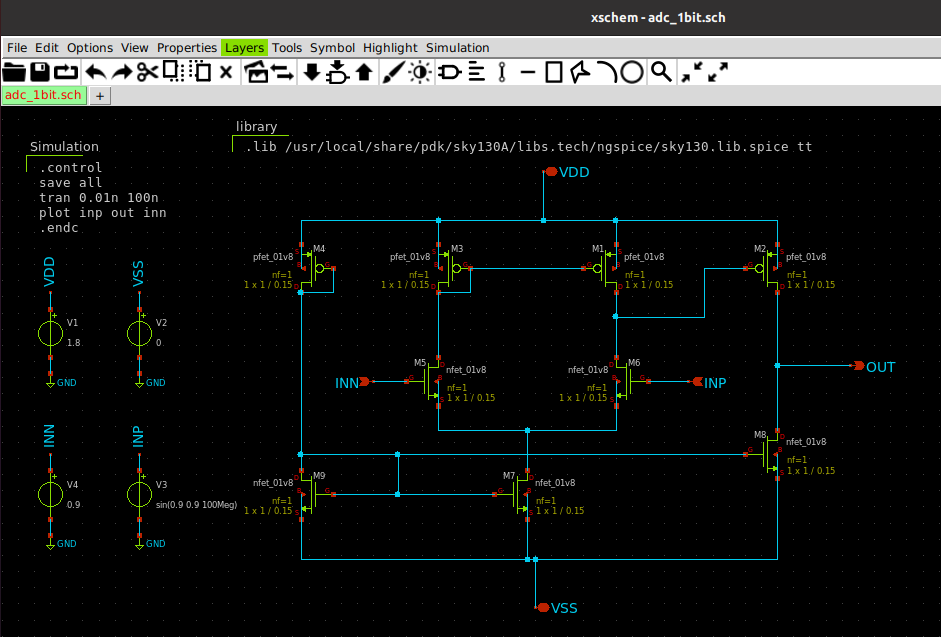 xschem - adc_1bit.sch
File Edit Options View Properties Layers Tools Symbol Highlight Simulation
adc_1bit.sch +
library
.lib /usr/local/share/pdk/sky130A/libs.tech/ngspice/sky130.lib.spice tt
Simulation
.control
save all
tran 0.01n 100n
plot inp out inn
.endc
VDD
V1
1.8
GND
VSS
V2
0
GND
INN
V4
0.9
GND
INP
V3
sin(0.9 0.9 100Meg)
GND
VDD
M4
pfet_01v8
nf=1
1 x 1 / 0.15
S
B
G
D
M3
pfet_01v8
nf=1
1 x 1 / 0.15
S
B
G
D
M1
pfet_01v8
nf=1
1 x 1 / 0.15
S
B
G
D
M2
pfet_01v8
nf=1
1 x 1 / 0.15
S
B
G
D
INN
M5
nfet_01v8
nf=1
1 x 1 / 0.15
D
G
B
S
M6
nfet_01v8
nf=1
1 x 1 / 0.15
D
G
B
S
INP
OUT
M8
nfet_01v8
nf=1
1 x 1 / 0.15
D
G
B
S
M9
nfet_01v8
nf=1
1 x 1 / 0.15
D
G
B
S
M7
nfet_01v8
nf=1
1 x 1 / 0.15
D
G
B
S
VSS